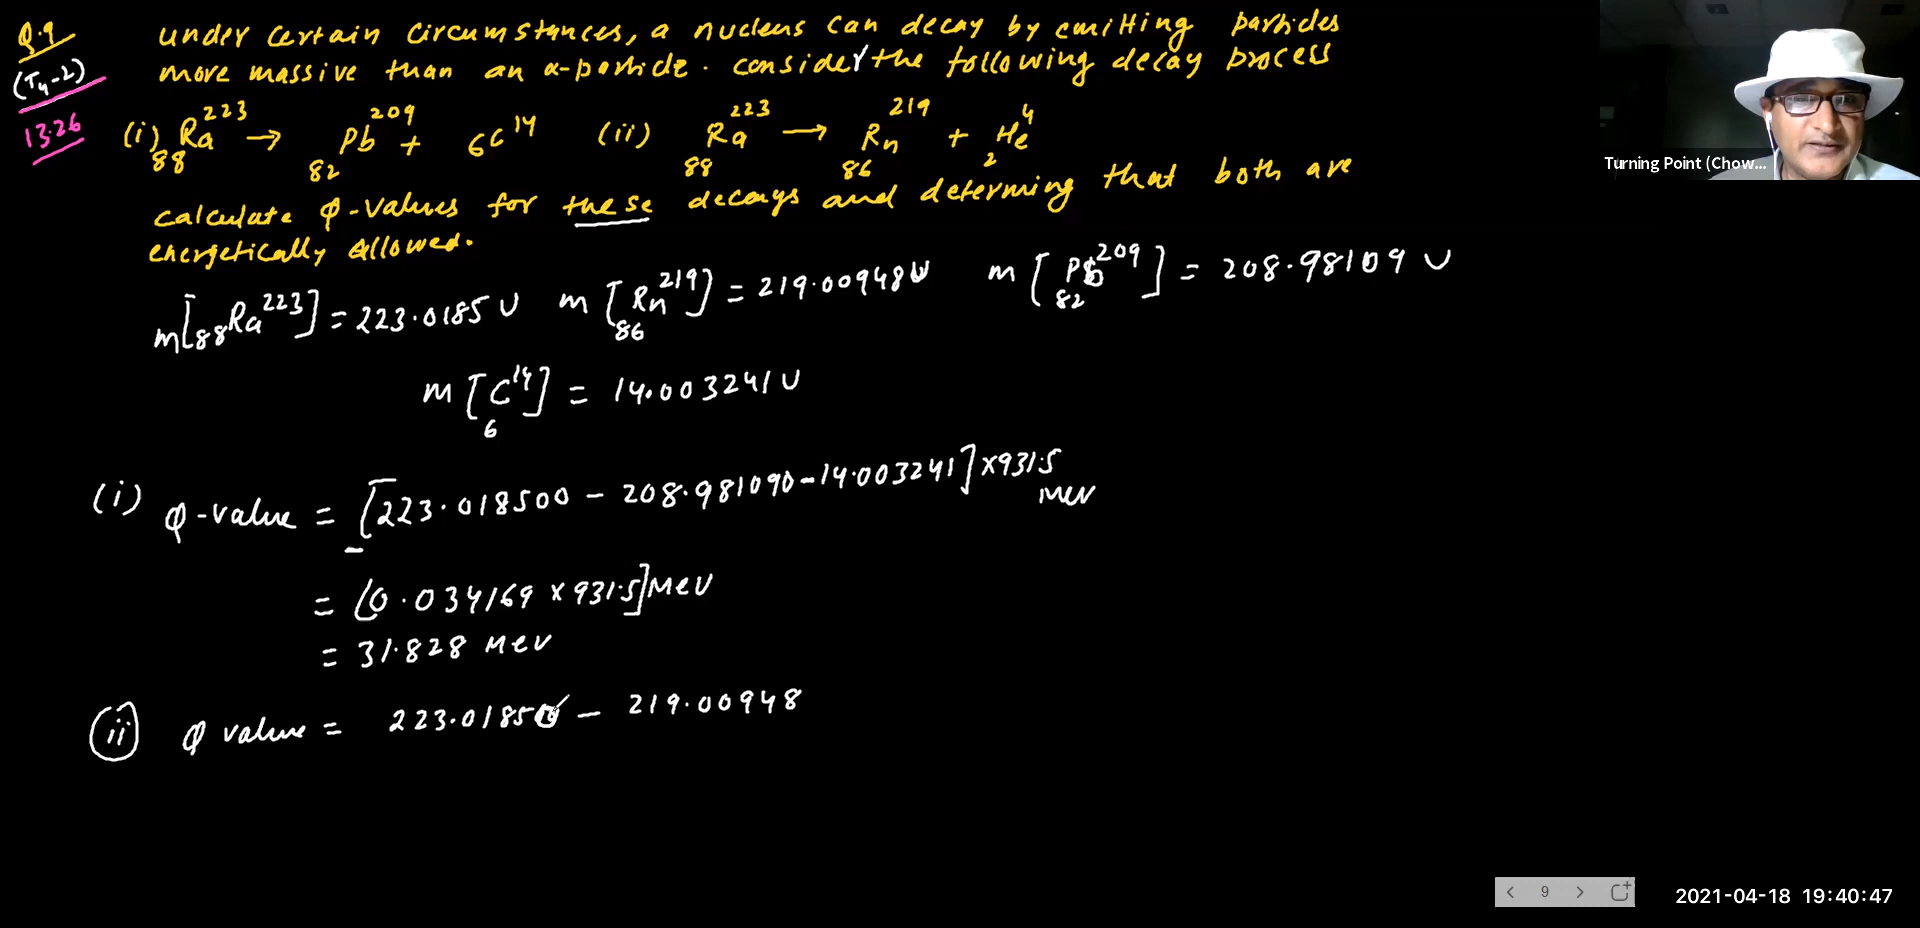 Q.9
(T4-2)
13.26
under certain circumstances, a nucleus can decay by emitting particles
more massive than an α-particle. consider the following decay process
(i) 88Ra223 → 82Pb209 + 6C14 (ii) 88Ra223 → 86Rn219 + 2He4
calculate Φ-values for these decays and determing that both are
energetically allowed.
m[88Ra223] = 223.0185 U m[86Rn219] = 219.00948 U m[82Pb209] = 208.98109 U
m[6C14] = 14.003241 U
(i) Φ-value = [223.018500 - 208.981090 - 14.003241] ×931.5 MeV
= [0.034169 × 931.5] MeV
= 31.828 MeV
(ii) Φ value = 223.01850 - 219.00948
Turning Point (Chow...
9
2021-04-18 19:40:47